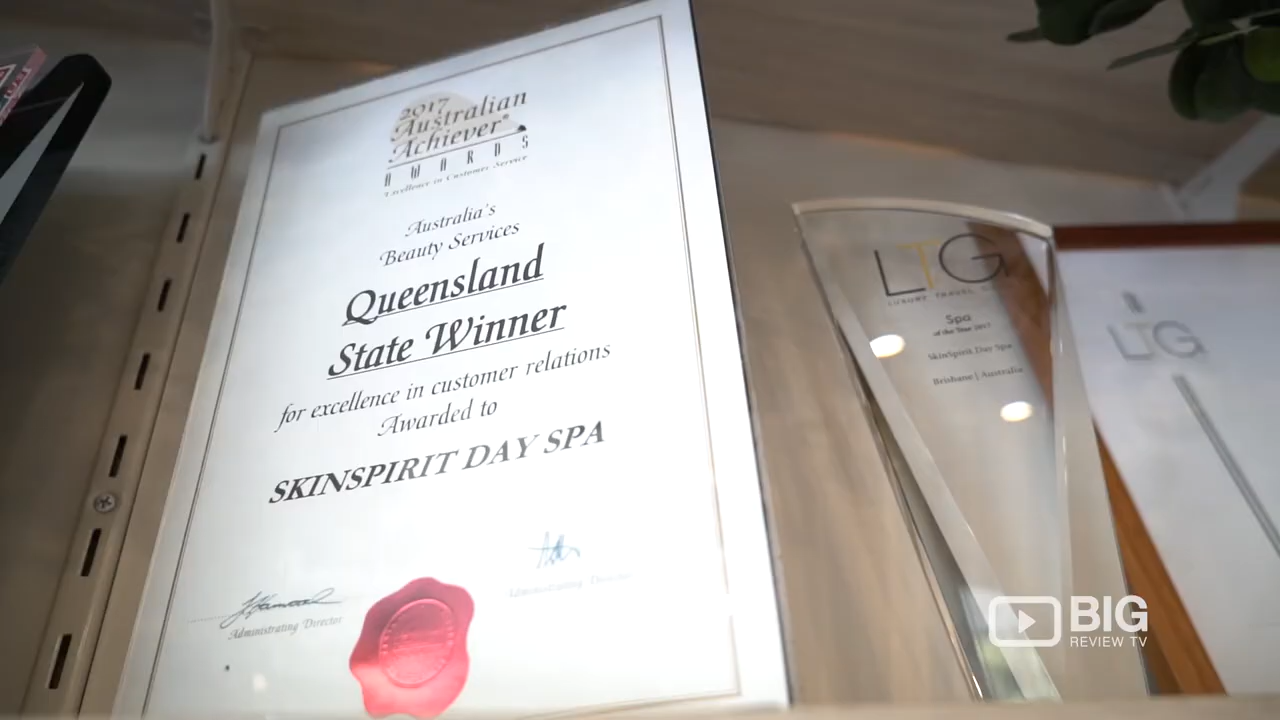 2017
Australian
Achiever®
AWARDS
Excellence in Customer Service
Australia's
Beauty Services
Queensland
State Winner
for excellence in customer relations
Awarded to
SKINSPIRIT DAY SPA
Administrating Director
Administrating Director
LTG
LUXURY TRAVEL
Spa
of the Year 2017
SkinSpirit Day Spa
Brisbane | Australia
LTG
BIG
REVIEW TV